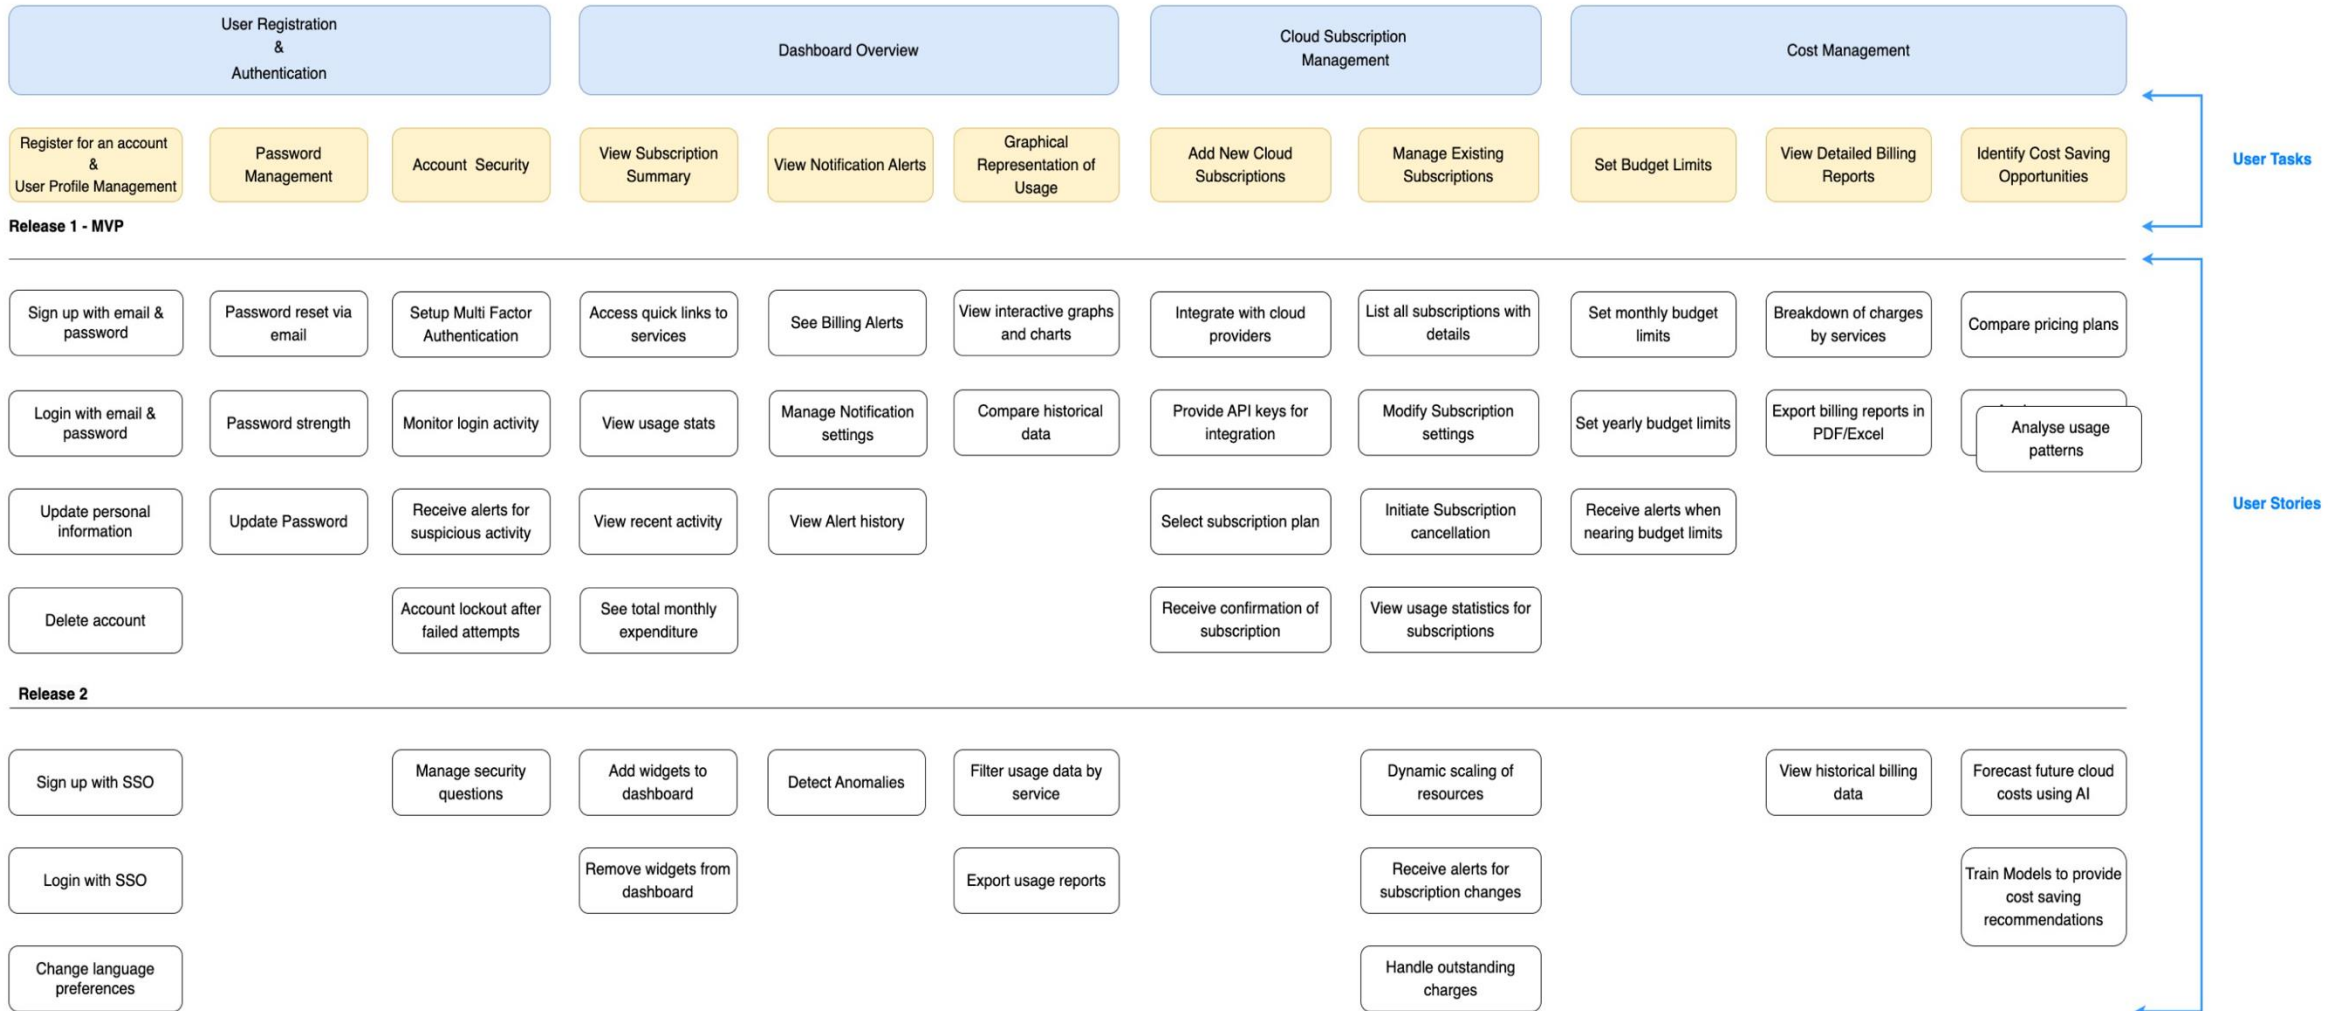 User Registration
&
Authentication
Dashboard Overview
Cloud Subscription
Management
Cost Management
Register for an account
&
User Profile Management
Password
Management
Account Security
View Subscription
Summary
View Notification Alerts
Graphical
Representation of
Usage
Add New Cloud
Subscriptions
Manage Existing
Subscriptions
Set Budget Limits
View Detailed Billing
Reports
Identify Cost Saving
Opportunities
User Tasks
Release 1 - MVP
Sign up with email &
password
Password reset via
email
Setup Multi Factor
Authentication
Access quick links to
services
See Billing Alerts
View interactive graphs
and charts
Integrate with cloud
providers
List all subscriptions with
details
Set monthly budget
limits
Breakdown of charges
by services
Compare pricing plans
Login with email &
password
Password strength
Monitor login activity
View usage stats
Manage Notification
settings
Compare historical
data
Provide API keys for
integration
Modify Subscription
settings
Set yearly budget limits
Export billing reports in
PDF/Excel
Analyse usage
patterns
Update personal
information
Update Password
Receive alerts for
suspicious activity
View recent activity
View Alert history
Select subscription plan
Initiate Subscription
cancellation
Receive alerts when
nearing budget limits
User Stories
Delete account
Account lockout after
failed attempts
See total monthly
expenditure
Receive confirmation of
subscription
View usage statistics for
subscriptions
Release 2
Sign up with SSO
Manage security
questions
Add widgets to
dashboard
Detect Anomalies
Filter usage data by
service
Dynamic scaling of
resources
View historical billing
data
Forecast future cloud
costs using AI
Login with SSO
Remove widgets from
dashboard
Export usage reports
Receive alerts for
subscription changes
Train Models to provide
cost saving
recommendations
Change language
preferences
Handle outstanding
charges